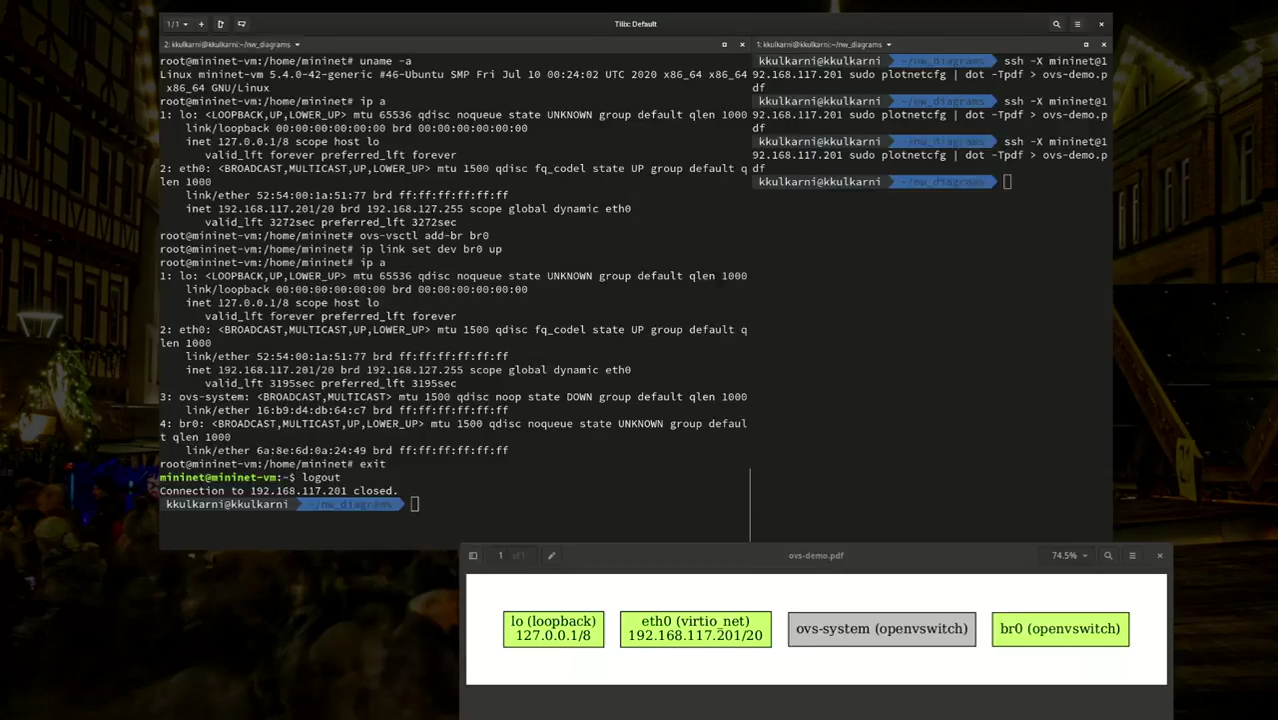 1/1
Tilix: Default
2: kkulkarni@kkulkarni:~/nw_diagrams
root@mininet-vm:/home/mininet# uname -a
Linux mininet-vm 5.4.0-42-generic #46-Ubuntu SMP Fri Jul 10 00:24:02 UTC 2020 x86_64 x86_64
x86_64 GNU/Linux
root@mininet-vm:/home/mininet# ip a
1: lo: <LOOPBACK,UP,LOWER_UP> mtu 65536 qdisc noqueue state UNKNOWN group default qlen 1000
link/loopback 00:00:00:00:00:00 brd 00:00:00:00:00:00
inet 127.0.0.1/8 scope host lo
valid_lft forever preferred_lft forever
2: eth0: <BROADCAST,MULTICAST,UP,LOWER_UP> mtu 1500 qdisc fq_codel state UP group default q
len 1000
link/ether 52:54:00:1a:51:77 brd ff:ff:ff:ff:ff:ff
inet 192.168.117.201/20 brd 192.168.127.255 scope global dynamic eth0
valid_lft 3272sec preferred_lft 3272sec
root@mininet-vm:/home/mininet# ovs-vsctl add-br br0
root@mininet-vm:/home/mininet# ip link set dev br0 up
root@mininet-vm:/home/mininet# ip a
1: lo: <LOOPBACK,UP,LOWER_UP> mtu 65536 qdisc noqueue state UNKNOWN group default qlen 1000
link/loopback 00:00:00:00:00:00 brd 00:00:00:00:00:00
inet 127.0.0.1/8 scope host lo
valid_lft forever preferred_lft forever
2: eth0: <BROADCAST,MULTICAST,UP,LOWER_UP> mtu 1500 qdisc fq_codel state UP group default q
len 1000
link/ether 52:54:00:1a:51:77 brd ff:ff:ff:ff:ff:ff
inet 192.168.117.201/20 brd 192.168.127.255 scope global dynamic eth0
valid_lft 3195sec preferred_lft 3195sec
3: ovs-system: <BROADCAST,MULTICAST> mtu 1500 qdisc noop state DOWN group default qlen 1000
link/ether 16:b9:d4:db:64:c7 brd ff:ff:ff:ff:ff:ff
4: br0: <BROADCAST,MULTICAST,UP,LOWER_UP> mtu 1500 qdisc noqueue state UNKNOWN group defaul
t qlen 1000
link/ether 6a:8e:6d:0a:24:49 brd ff:ff:ff:ff:ff:ff
root@mininet-vm:/home/mininet# exit
mininet@mininet-vm:~$ logout
Connection to 192.168.117.201 closed.
kkulkarni@kkulkarni ~/nw_diagrams
1: kkulkarni@kkulkarni:~/nw_diagrams
kkulkarni@kkulkarni ~/nw_diagrams ssh -X mininet@1
92.168.117.201 sudo plotnetcfg | dot -Tpdf > ovs-demo.p
df
kkulkarni@kkulkarni ~/nw_diagrams ssh -X mininet@1
92.168.117.201 sudo plotnetcfg | dot -Tpdf > ovs-demo.p
df
kkulkarni@kkulkarni ~/nw_diagrams ssh -X mininet@1
92.168.117.201 sudo plotnetcfg | dot -Tpdf > ovs-demo.p
df
kkulkarni@kkulkarni ~/nw_diagrams
1 of 1
ovs-demo.pdf
74.5%
lo (loopback)
127.0.0.1/8
eth0 (virtio_net)
192.168.117.201/20
ovs-system (openvswitch)
br0 (openvswitch)